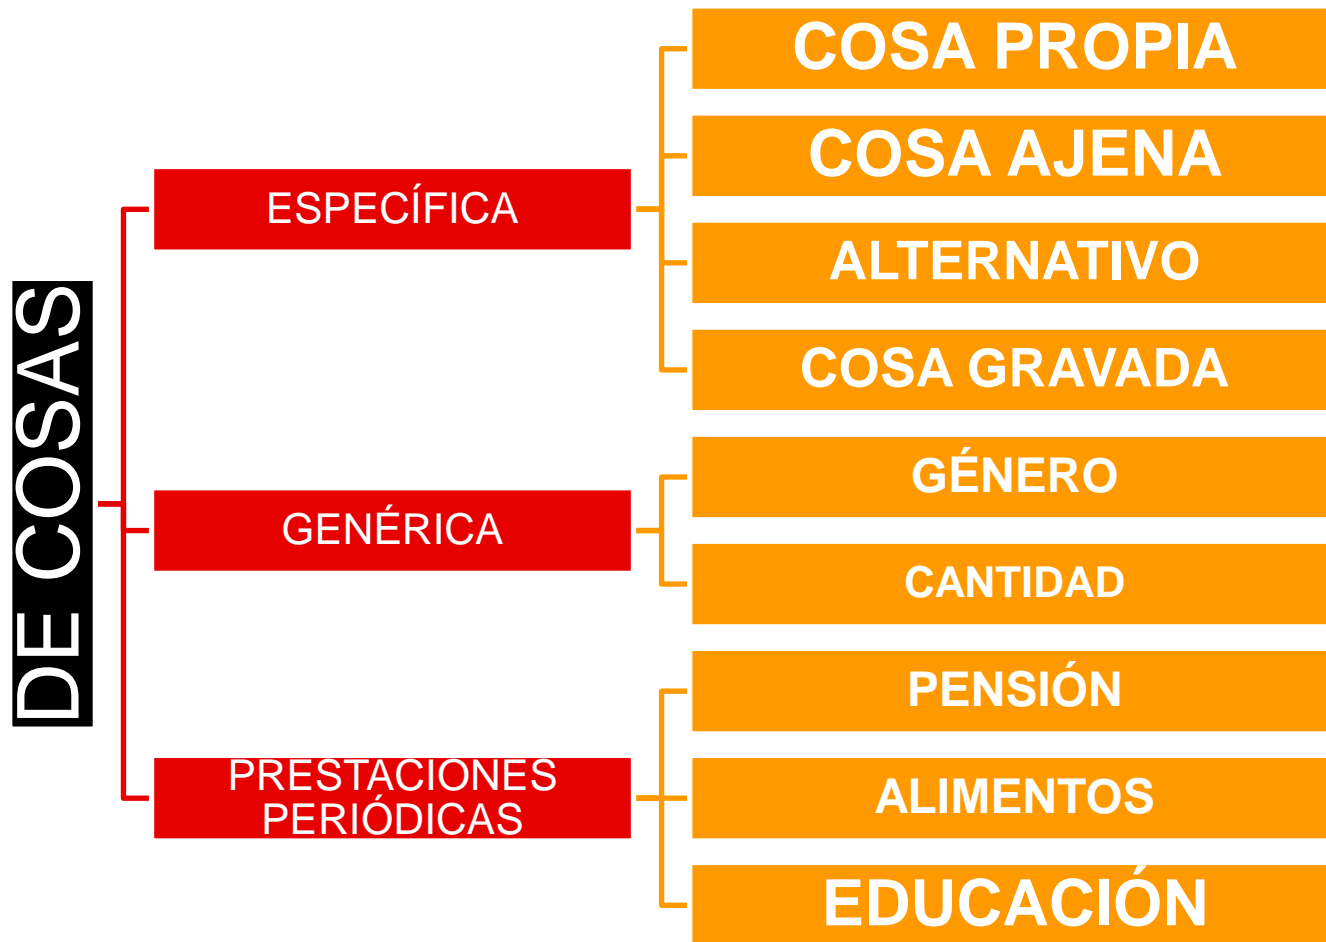 DE COSAS
ESPECÍFICA
COSA PROPIA
COSA AJENA
ALTERNATIVO
COSA GRAVADA
GENÉRICA
GÉNERO
CANTIDAD
PRESTACIONES
PERIÓDICAS
PENSIÓN
ALIMENTOS
EDUCACIÓN